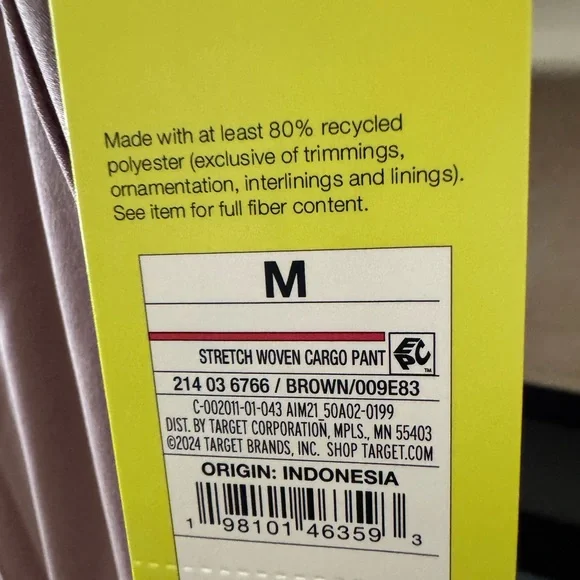 Made with at least 80% recycled
polyester (exclusive of trimmings,
ornamentation, interlinings and linings).
See item for full fiber content.
M
STRETCH WOVEN CARGO PANT EPC™
214 03 6766 / BROWN/009E83
C-002011-01-043 AIM21_50A02-0199
DIST. BY TARGET CORPORATION, MPLS., MN 55403
©2024 TARGET BRANDS, INC. SHOP TARGET.COM
ORIGIN: INDONESIA
1 98101 46359 3